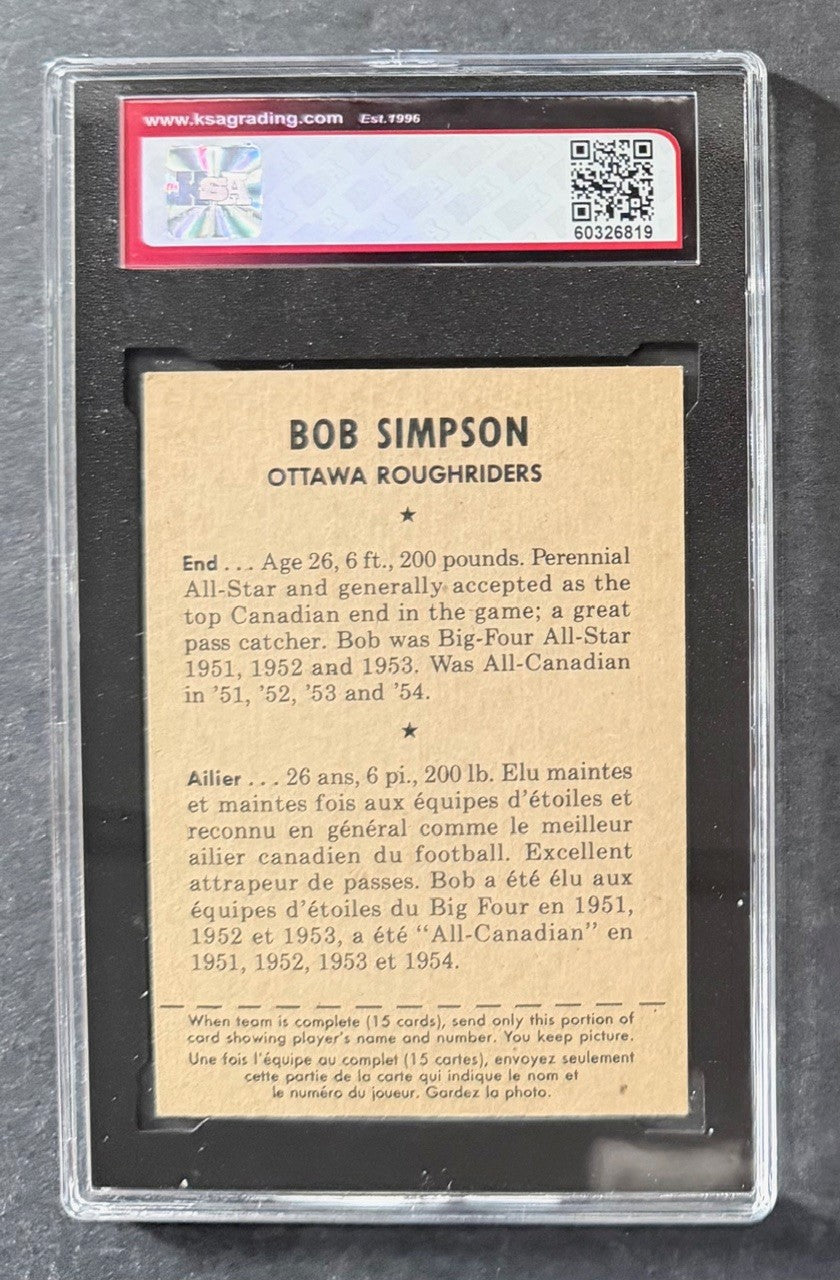 www.ksagrading.com Est.1996
KSA
60326819
BOB SIMPSON
OTTAWA ROUGHRIDERS
★
End . . . Age 26, 6 ft., 200 pounds. Perennial
All-Star and generally accepted as the
top Canadian end in the game; a great
pass catcher. Bob was Big-Four All-Star
1951, 1952 and 1953. Was All-Canadian
in ’51, ’52, ’53 and ’54.
★
Ailier . . . 26 ans, 6 pi., 200 lb. Elu maintes
et maintes fois aux équipes d’étoiles et
reconnu en général comme le meilleur
ailier canadien du football. Excellent
attrapeur de passes. Bob a été élu aux
équipes d’étoiles du Big Four en 1951,
1952 et 1953, a été “All-Canadian” en
1951, 1952, 1953 et 1954.
When team is complete (15 cards), send only this portion of
card showing player’s name and number. You keep picture.
Une fois l’équipe au complet (15 cartes), envoyez seulement
cette partie de la carte qui indique le nom et
le numéro du joueur. Gardez la photo.